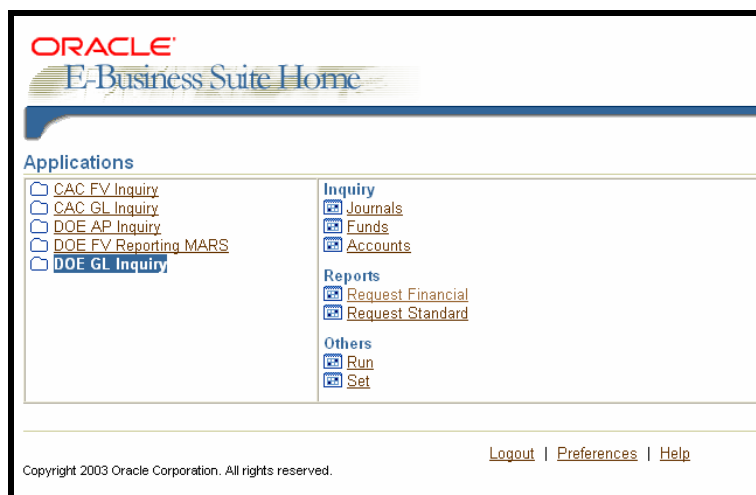 ORACLE
E-Business Suite Home
Applications
CAC FV Inquiry
CAC GL Inquiry
DOE AP Inquiry
DOE FV Reporting MARS
DOE GL Inquiry
Inquiry
Journals
Funds
Accounts
Reports
Request Financial
Request Standard
Others
Run
Set
Logout | Preferences | Help
Copyright 2003 Oracle Corporation. All rights reserved.